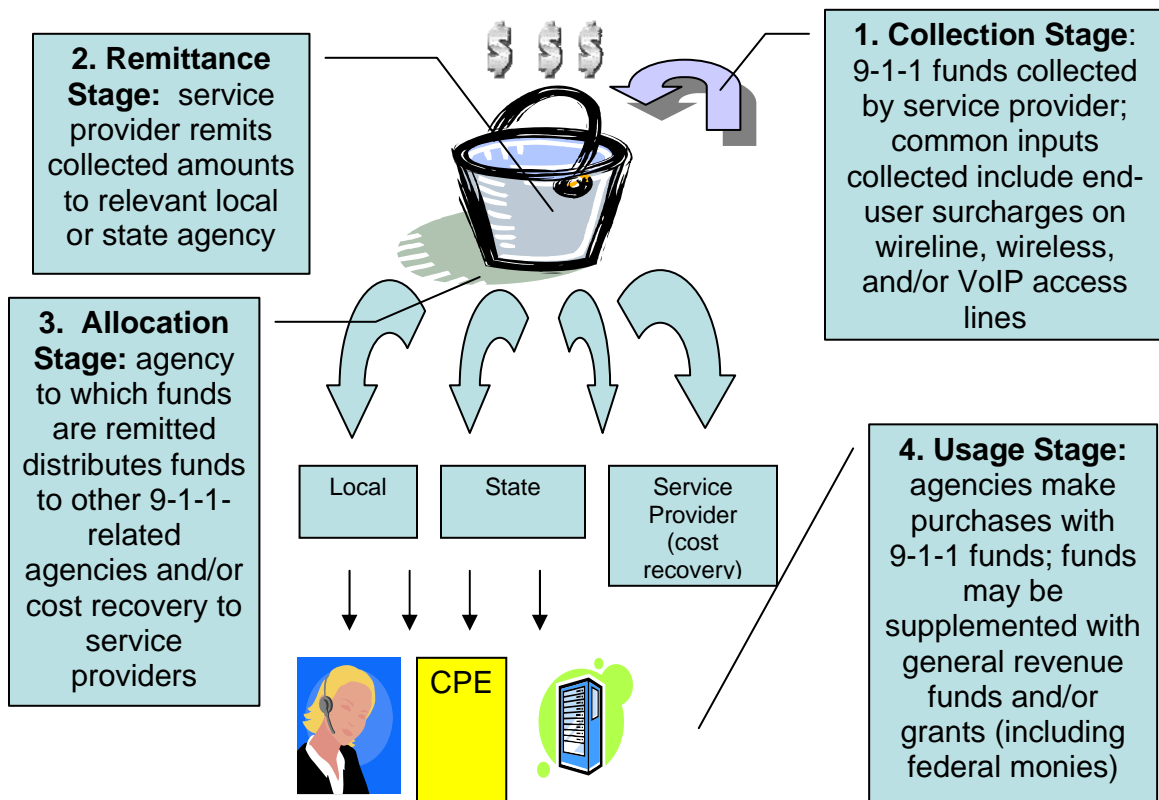 2. Remittance
Stage: service
provider remits
collected amounts
to relevant local
or state agency
$ $ $
1. Collection Stage:
9-1-1 funds collected
by service provider;
common inputs
collected include end-
user surcharges on
wireline, wireless,
and/or VoIP access
lines
3. Allocation
Stage: agency
to which funds
are remitted
distributes funds
to other 9-1-1-
related
agencies and/or
cost recovery to
service
providers
Local
State
Service
Provider
(cost
recovery)
4. Usage Stage:
agencies make
purchases with
9-1-1 funds; funds
may be
supplemented with
general revenue
funds and/or
grants (including
federal monies)
CPE